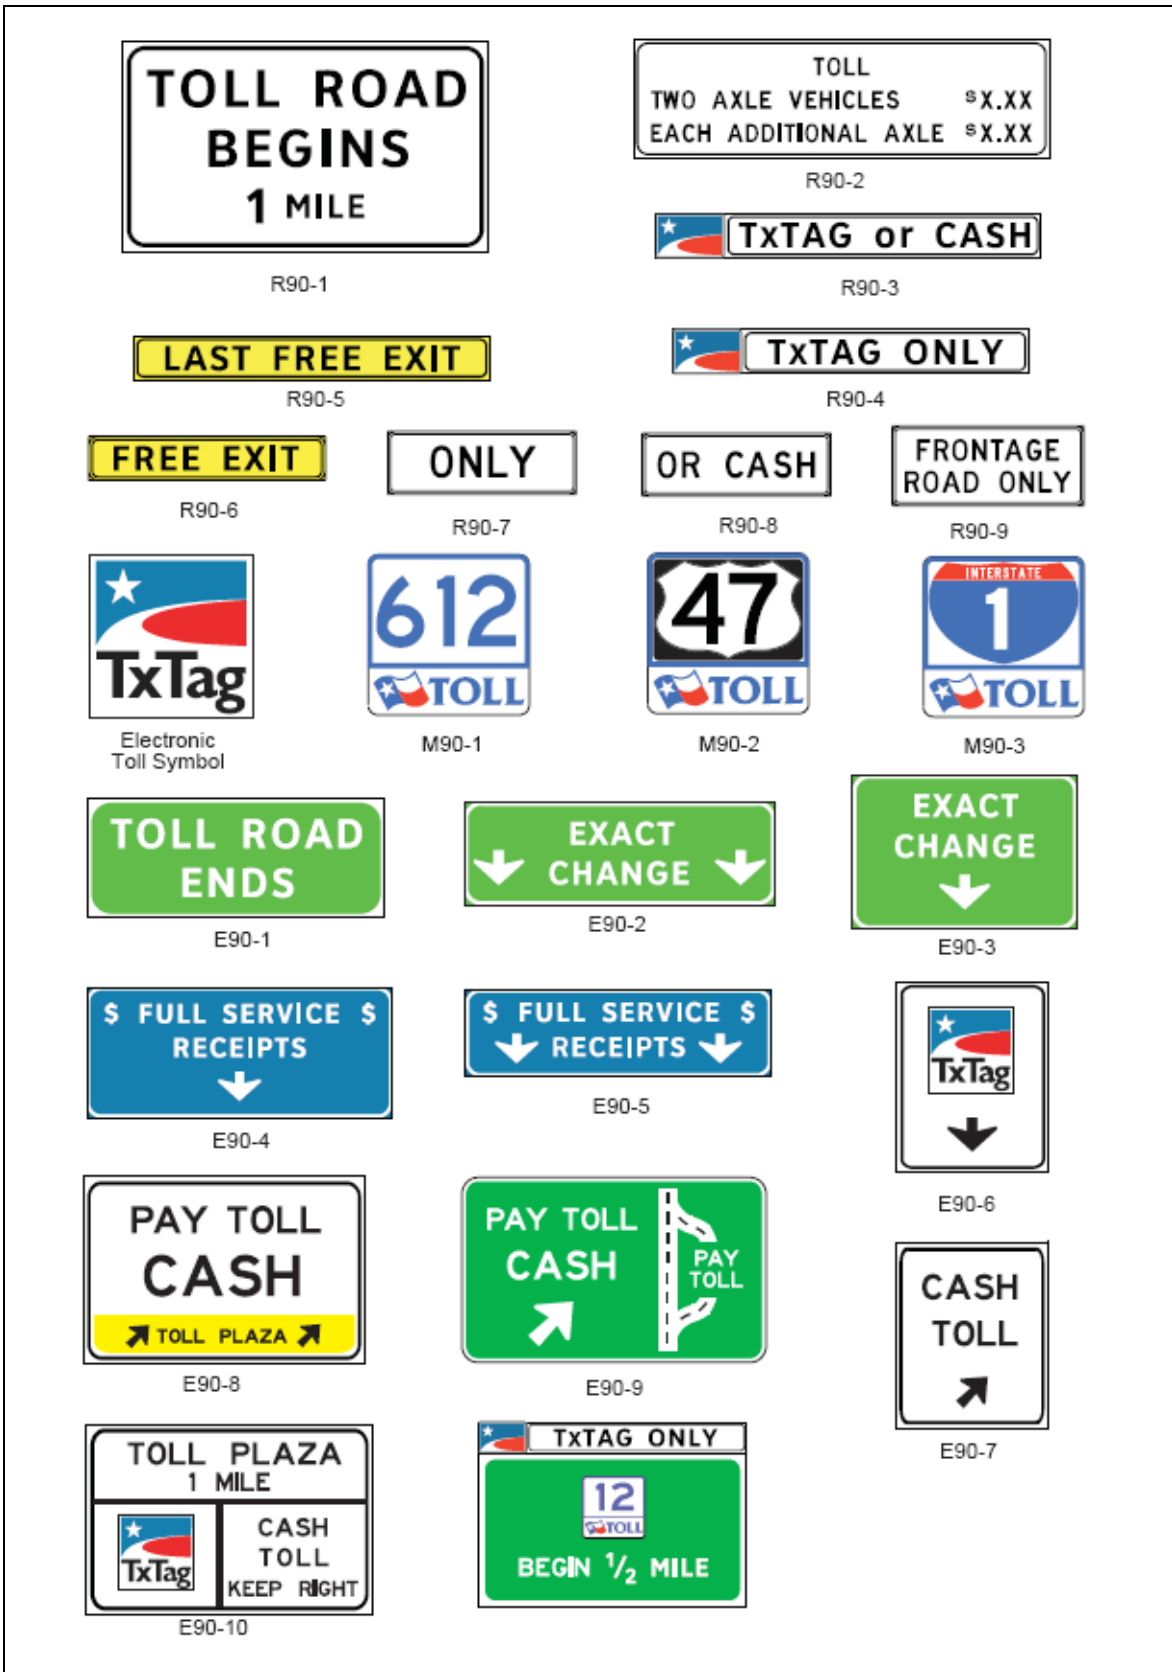 TOLL ROAD
BEGINS
1 MILE
R90-1
TOLL
TWO AXLE VEHICLES $X.XX
EACH ADDITIONAL AXLE $X.XX
R90-2
TxTAG or CASH
R90-3
LAST FREE EXIT
R90-5
TxTAG ONLY
R90-4
FREE EXIT
R90-6
ONLY
R90-7
OR CASH
R90-8
FRONTAGE
ROAD ONLY
R90-9
TxTag
Electronic
Toll Symbol
612
TOLL
M90-1
47
TOLL
M90-2
INTERSTATE
1
TOLL
M90-3
TOLL ROAD
ENDS
E90-1
EXACT
CHANGE
E90-2
EXACT
CHANGE
E90-3
$ FULL SERVICE $
RECEIPTS
E90-4
$ FULL SERVICE $
RECEIPTS
E90-5
TxTag
E90-6
PAY TOLL
CASH
TOLL PLAZA
E90-8
PAY TOLL
CASH
PAY
TOLL
E90-9
CASH
TOLL
E90-7
TOLL PLAZA
1 MILE
TxTag
CASH
TOLL
KEEP RIGHT
E90-10
TxTAG ONLY
12
TOLL
BEGIN 1/2 MILE